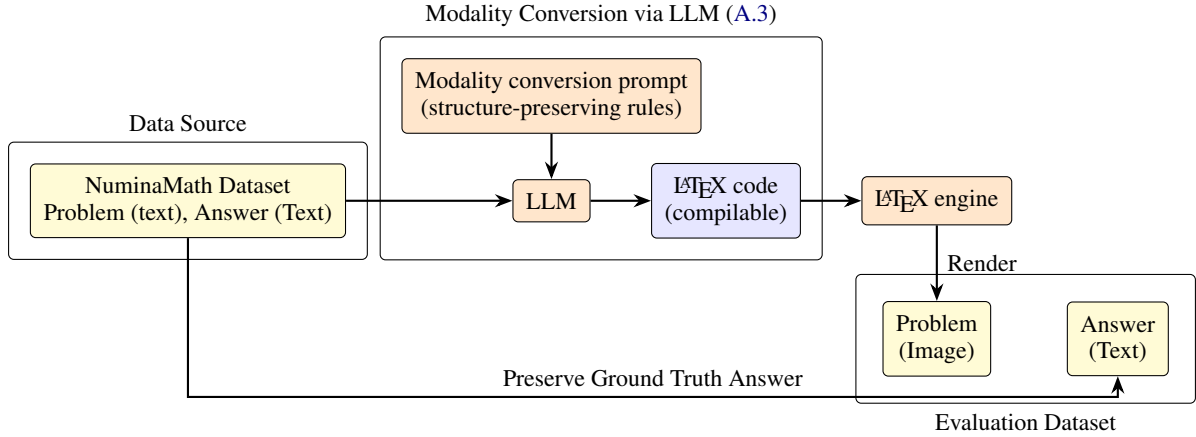 Modality Conversion via LLM (A.3)
Modality conversion prompt
(structure-preserving rules)
Data Source
NuminaMath Dataset
Problem (text), Answer (Text)
LLM
LATEX code
(compilable)
LATEX engine
Render
Problem
(Image)
Answer
(Text)
Preserve Ground Truth Answer
Evaluation Dataset